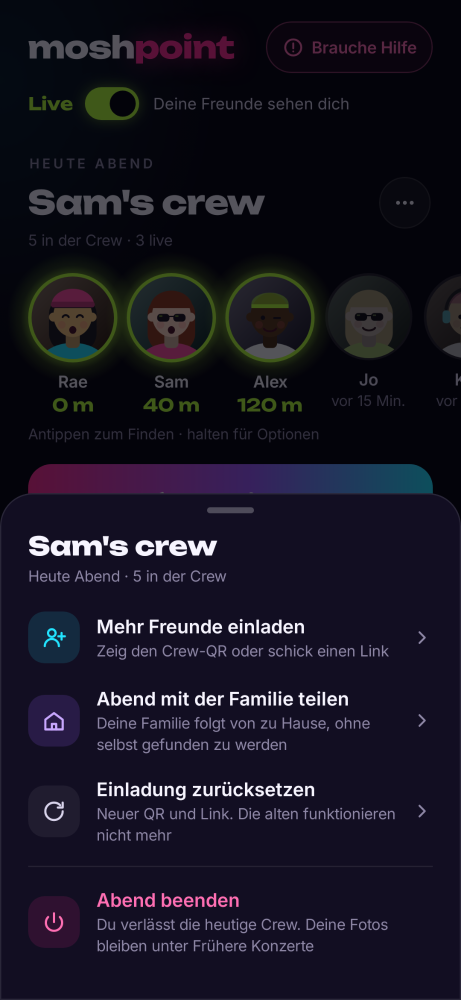 moshpoint
Brauche Hilfe
Live
Deine Freunde sehen dich
HEUTE ABEND
Sam's crew
5 in der Crew · 3 live
Rae
Sam
Alex
Jo
0 m
40 m
120 m
vor 15 Min.
vor
Antippen zum Finden · halten für Optionen
Sam's crew
Heute Abend · 5 in der Crew
Mehr Freunde einladen
Zeig den Crew-QR oder schick einen Link
Abend mit der Familie teilen
Deine Familie folgt von zu Hause, ohne
selbst gefunden zu werden
Einladung zurücksetzen
Neuer QR und Link. Die alten funktionieren
nicht mehr
Abend beenden
Du verlässt die heutige Crew. Deine Fotos
bleiben unter Frühere Konzerte